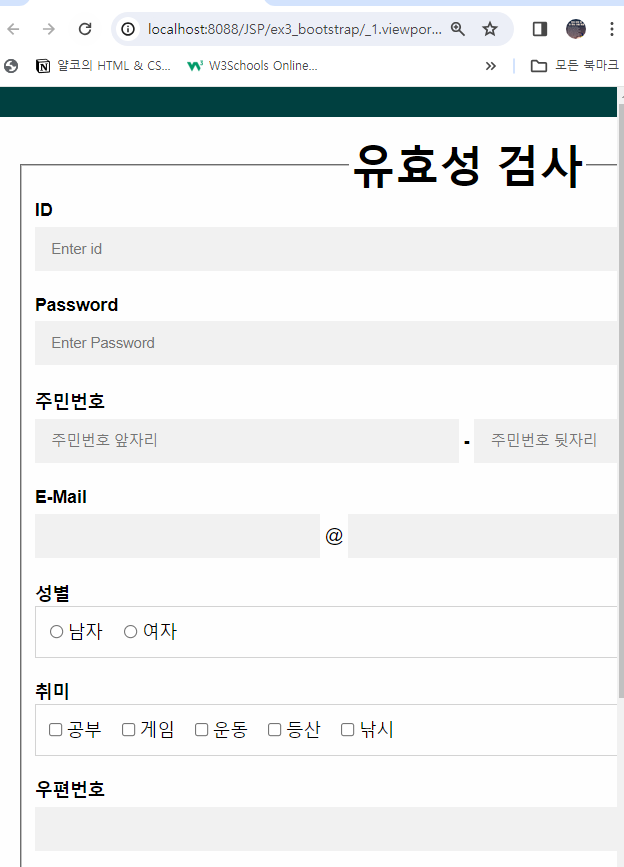 localhost:8088/JSP/ex3_bootstrap/_1.viewpor...
얄코의 HTML & CS... W3Schools Online... » 모든 북마크
유효성 검사
ID
Enter id
Password
Enter Password
주민번호
주민번호 앞자리 - 주민번호 뒷자리
E-Mail
@
성별
남자 여자
취미
공부 게임 운동 등산 낚시
우편번호